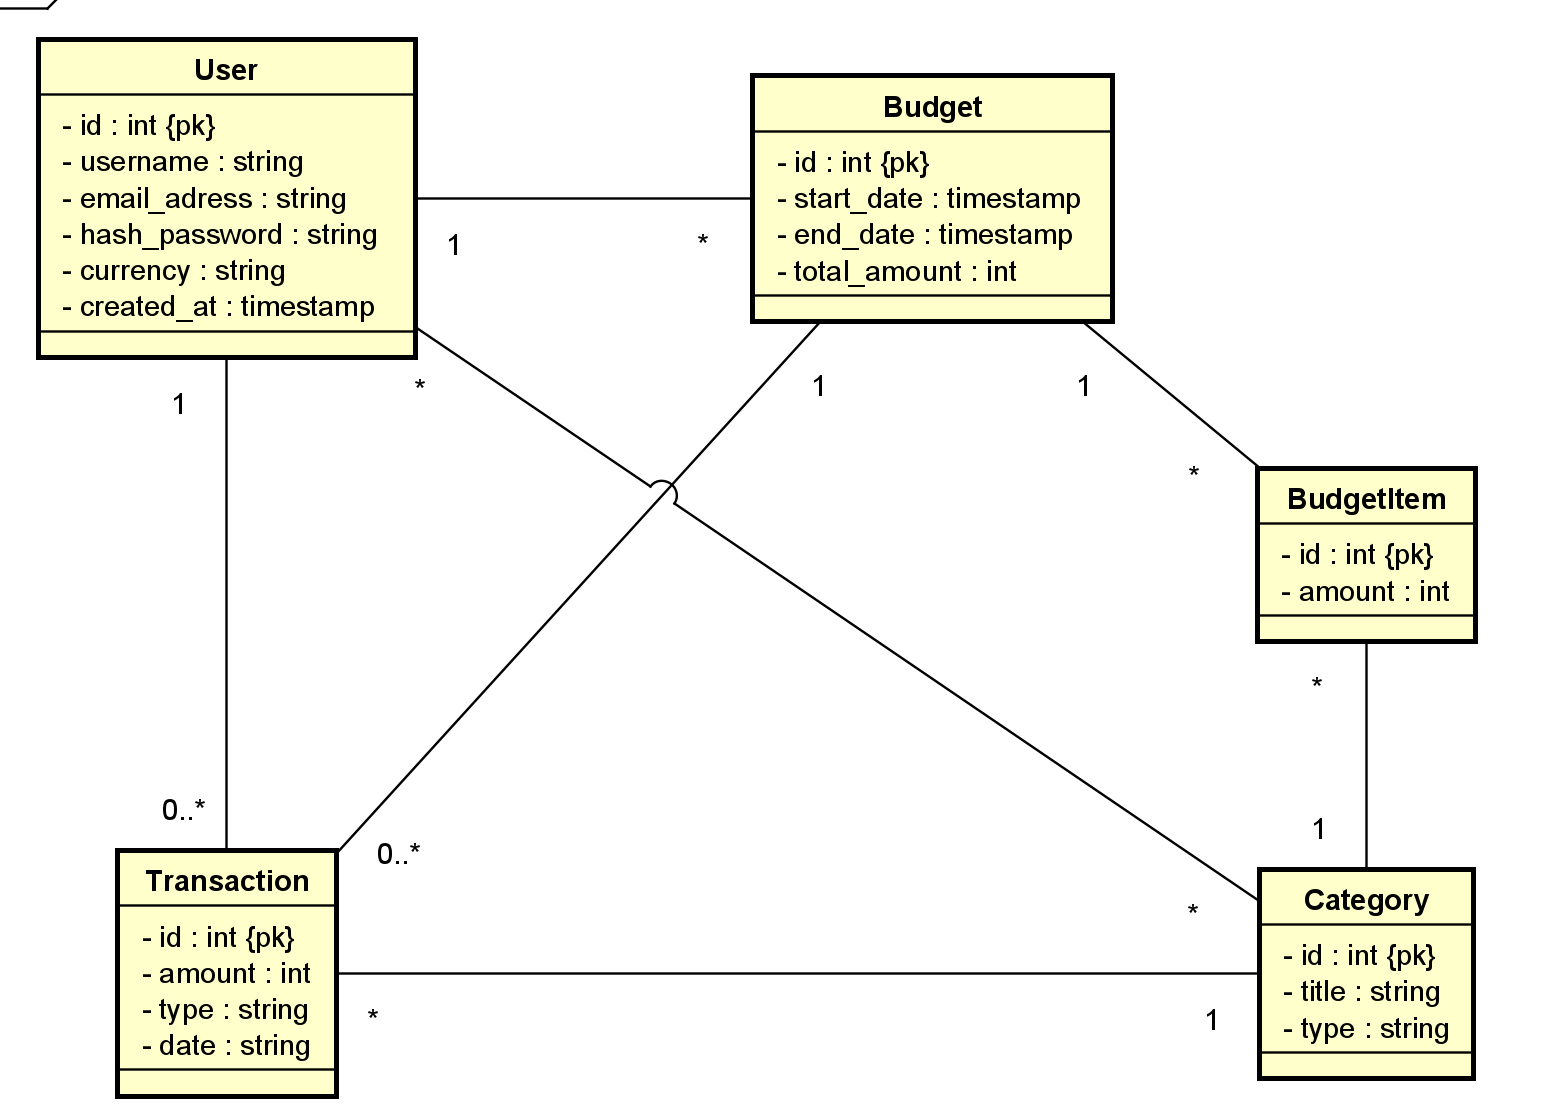 User
- id : int {pk}
- username : string
- email_adress : string
- hash_password : string
- currency : string
- created_at : timestamp
Budget
- id : int {pk}
- start_date : timestamp
- end_date : timestamp
- total_amount : int
1
*
1
*
1
1
*
BudgetItem
- id : int {pk}
- amount : int
*
1
0..*
0..*
Transaction
- id : int {pk}
- amount : int
- type : string
- date : string
*
1
*
Category
- id : int {pk}
- title : string
- type : string